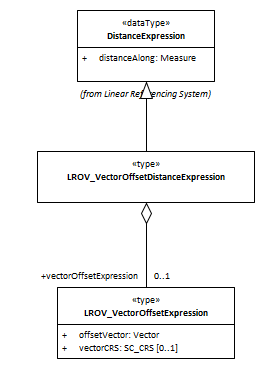 «dataType»
DistanceExpression
+ distanceAlong: Measure
(from Linear Referencing System)
«type»
LROV_VectorOffsetDistanceExpression
+vectorOffsetExpression 0..1
«type»
LROV_VectorOffsetExpression
+ offsetVector: Vector
+ vectorCRS: SC_CRS [0..1]